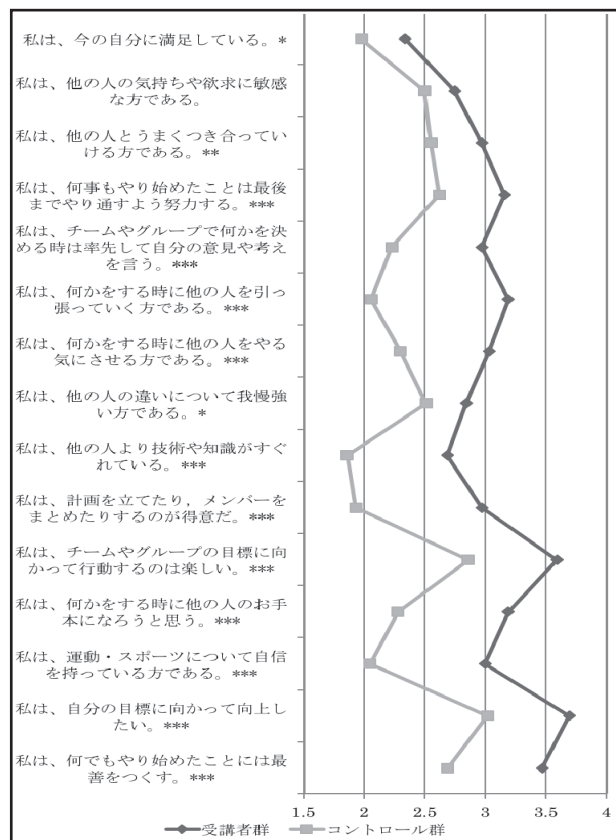 私は、今の自分に満足している。*
私は、他の人の気持ちや欲求に敏感
な方である。
私は、他の人とうまくつき合ってい
ける方である。**
私は、何事もやり始めたことは最後
までやり通すよう努力する。***
私は、チームやグループで何かを決
める時は率先して自分の意見や考え
を言う。***
私は、何かをする時に他の人を引っ
張っていく方である。***
私は、何かをする時に他の人をやる
気にさせる方である。***
私は、他の人の違いについて我慢強
い方である。*
私は、他の人より技術や知識がすぐ
れている。***
私は、計画を立てたり，メンバーを
まとめたりするのが得意だ。***
私は、チームやグループの目標に向
かって行動するのは楽しい。***
私は、何かをする時に他の人のお手
本になろうと思う。***
私は、運動・スポーツについて自信
を持っている方である。***
私は、自分の目標に向かって向上し
たい。***
私は、何でもやり始めたことには最
善をつくす。***
1.5 2 2.5 3 3.5 4
受講者群 コントロール群